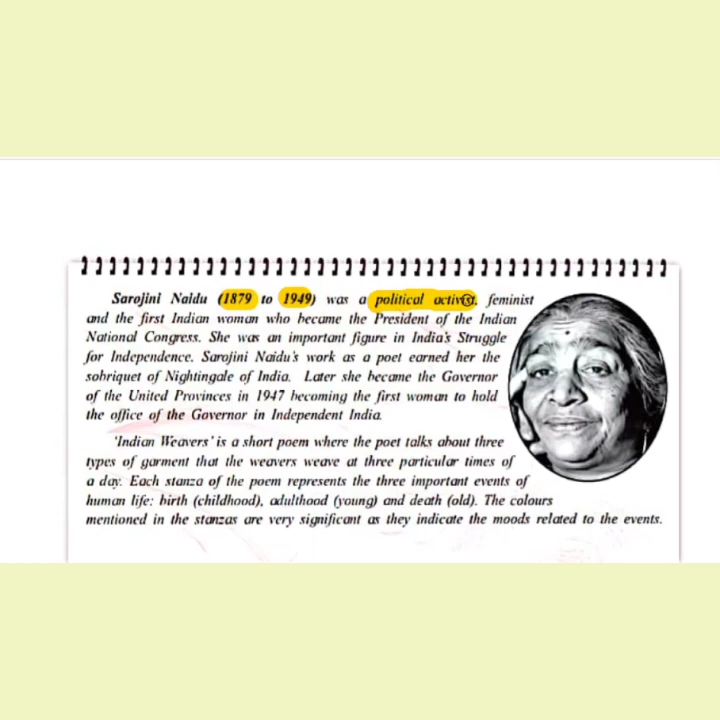 Sarojini Naidu (1879 to 1949) was a political activist, feminist
and the first Indian woman who became the President of the Indian
National Congress. She was an important figure in India's Struggle
for Independence. Sarojini Naidu's work as a poet earned her the
sobriquet of Nightingale of India. Later she became the Governor
of the United Provinces in 1947 becoming the first woman to hold
the office of the Governor in Independent India.
'Indian Weavers' is a short poem where the poet talks about three
types of garment that the weavers weave at three particular times of
a day. Each stanza of the poem represents the three important events of
human life: birth (childhood), adulthood (young) and death (old). The colours
mentioned in the stanzas are very significant as they indicate the moods related to the events.